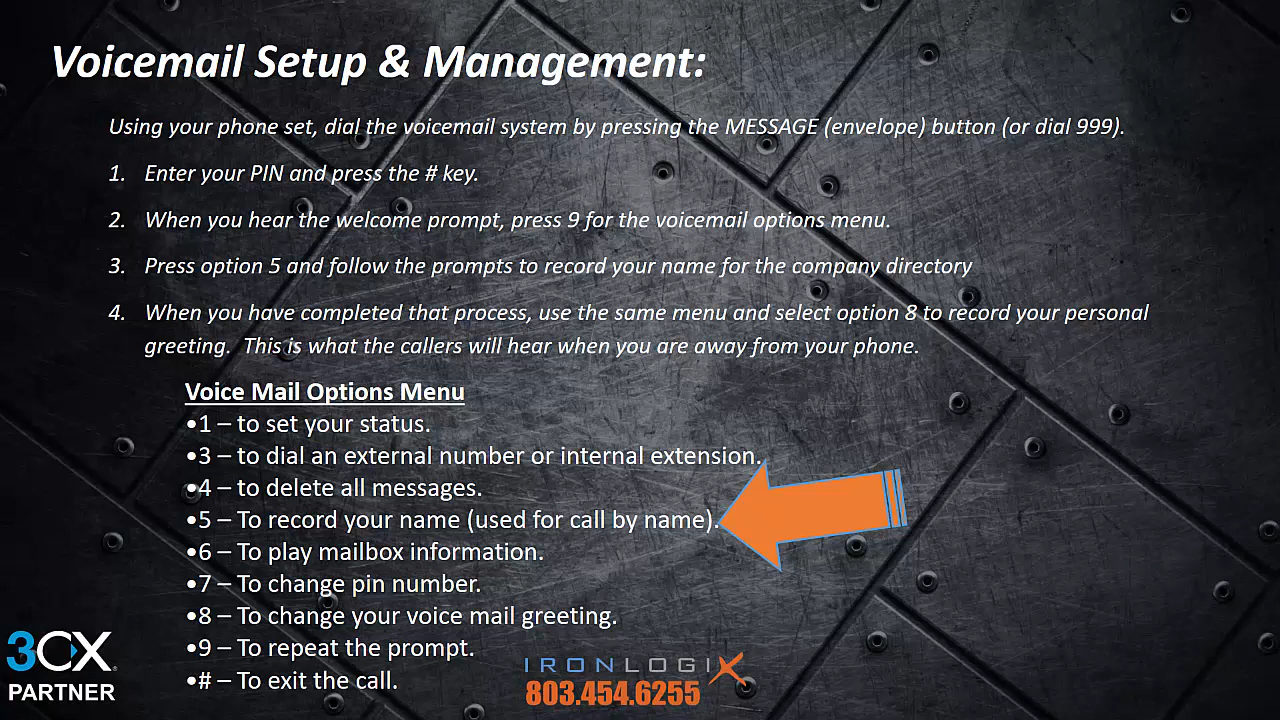 Voicemail Setup & Management:
Using your phone set, dial the voicemail system by pressing the MESSAGE (envelope) button (or dial 999).
1. Enter your PIN and press the # key.
2. When you hear the welcome prompt, press 9 for the voicemail options menu.
3. Press option 5 and follow the prompts to record your name for the company directory
4. When you have completed that process, use the same menu and select option 8 to record your personal
greeting. This is what the callers will hear when you are away from your phone.
Voice Mail Options Menu
•1 – to set your status.
•3 – to dial an external number or internal extension.
•4 – to delete all messages.
•5 – To record your name (used for call by name).
•6 – To play mailbox information.
•7 – To change pin number.
•8 – To change your voice mail greeting.
•9 – To repeat the prompt.
•# – To exit the call.
3CX
PARTNER
IRONLOGIX
803.454.6255